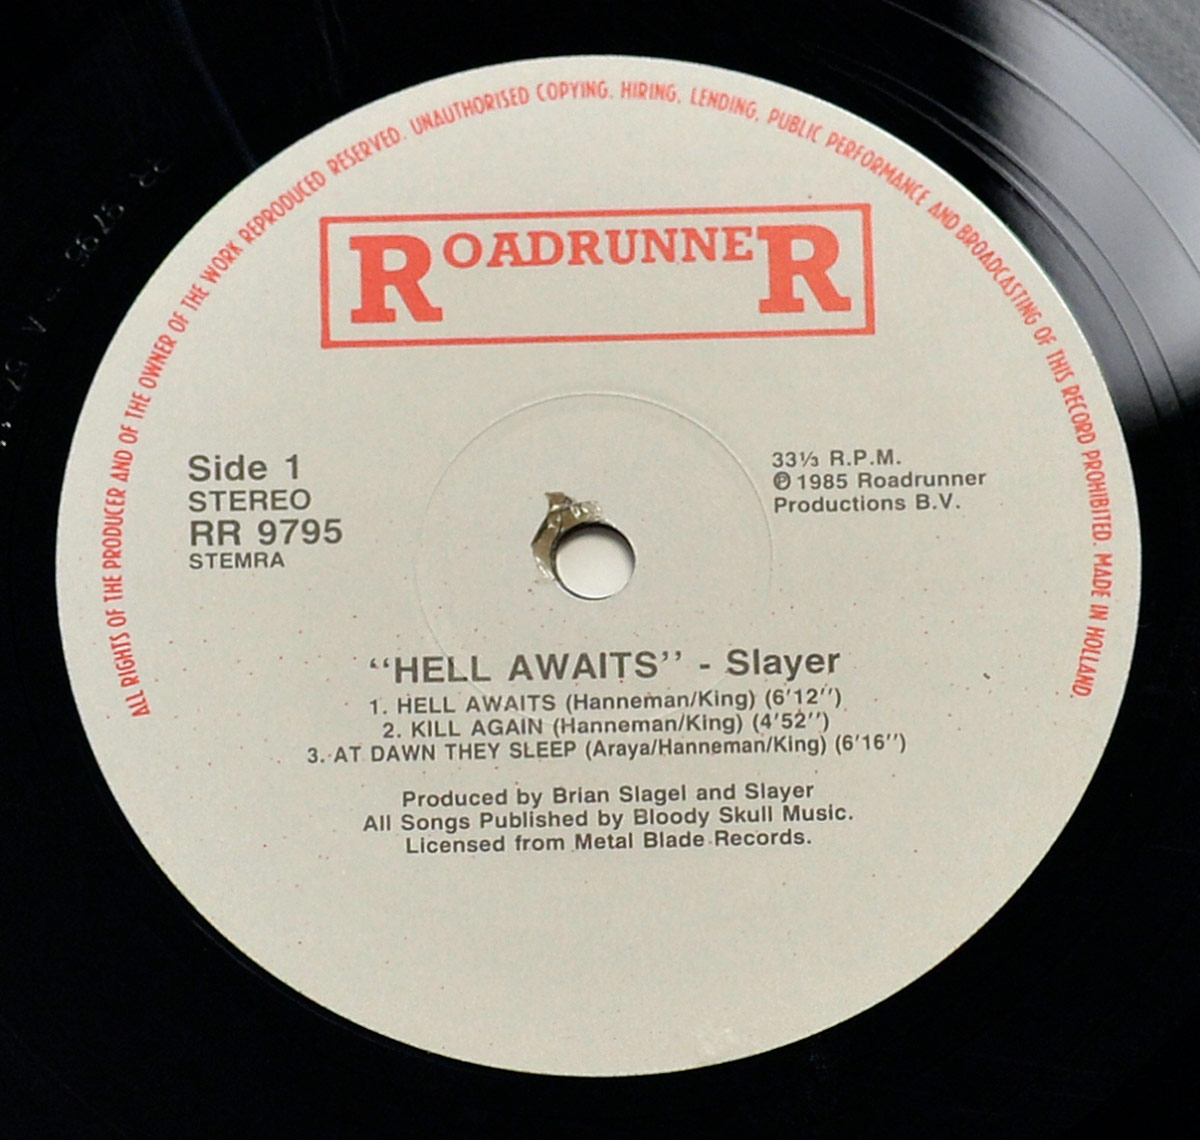 ALL RIGHTS OF THE PRODUCER AND OF THE OWNER OF THE WORK REPRODUCED RESERVED. UNAUTHORISED COPYING, HIRING, LENDING, PUBLIC PERFORMANCE AND BROADCASTING OF THIS RECORD PROHIBITED. MADE IN HOLLAND
ROADRUNNER
Side 1
STEREO
RR 9795
STEMRA
33⅓ R.P.M.
℗ 1985 Roadrunner
Productions B.V.
“HELL AWAITS” - Slayer
1. HELL AWAITS (Hanneman/King) (6'12'')
2. KILL AGAIN (Hanneman/King) (4'52'')
3. AT DAWN THEY SLEEP (Araya/Hanneman/King) (6'16'')
Produced by Brian Slagel and Slayer
All Songs Published by Bloody Skull Music.
Licensed from Metal Blade Records.